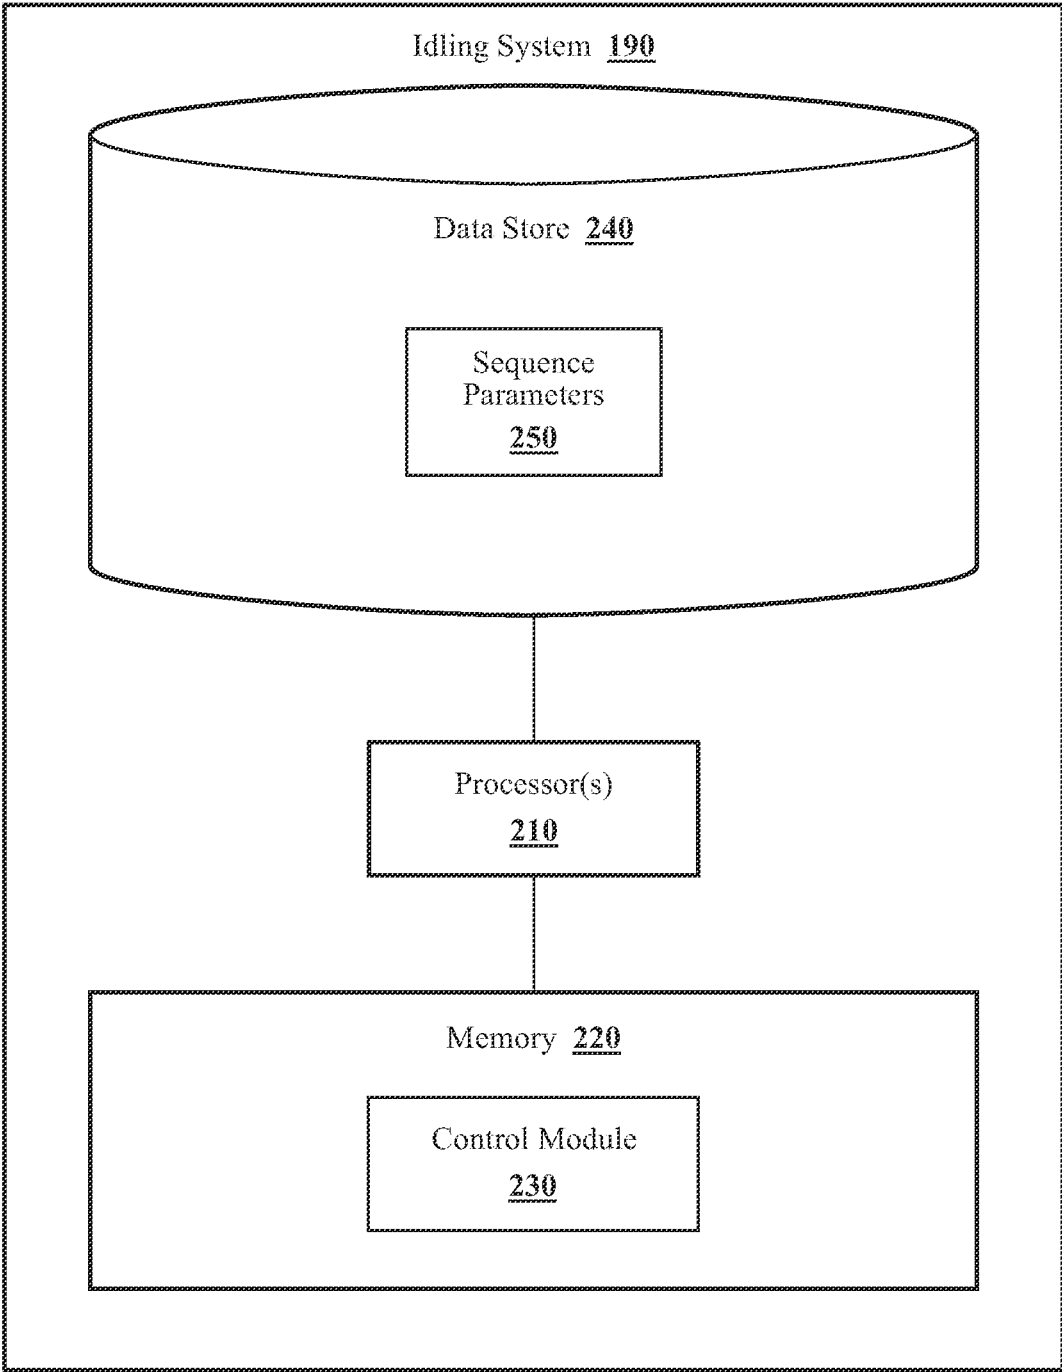 Idling System 190
Data Store 240
Sequence
Parameters
250
Processor(s)
210
Memory 220
Control Module
230